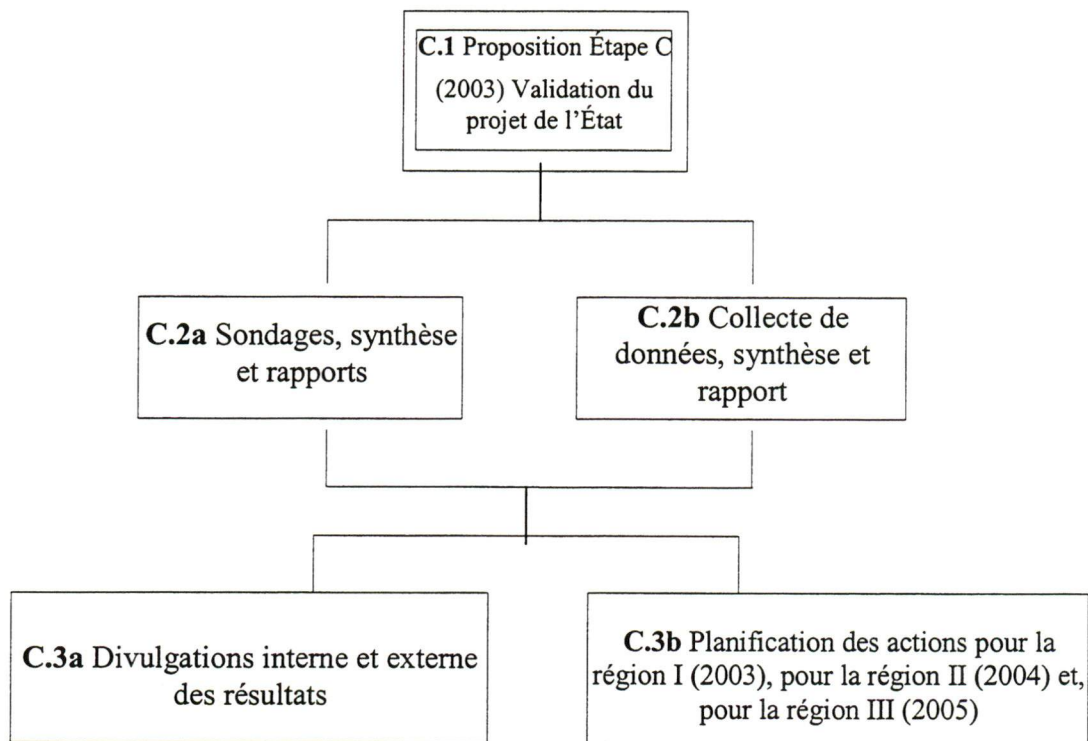 C.1 Proposition Étape C
(2003) Validation du
projet de l'État
C.2a Sondages, synthèse
et rapports
C.2b Collecte de
données, synthèse et
rapport
C.3a Divulgations interne et externe
des résultats
C.3b Planification des actions pour la
région I (2003), pour la région II (2004) et,
pour la région III (2005)